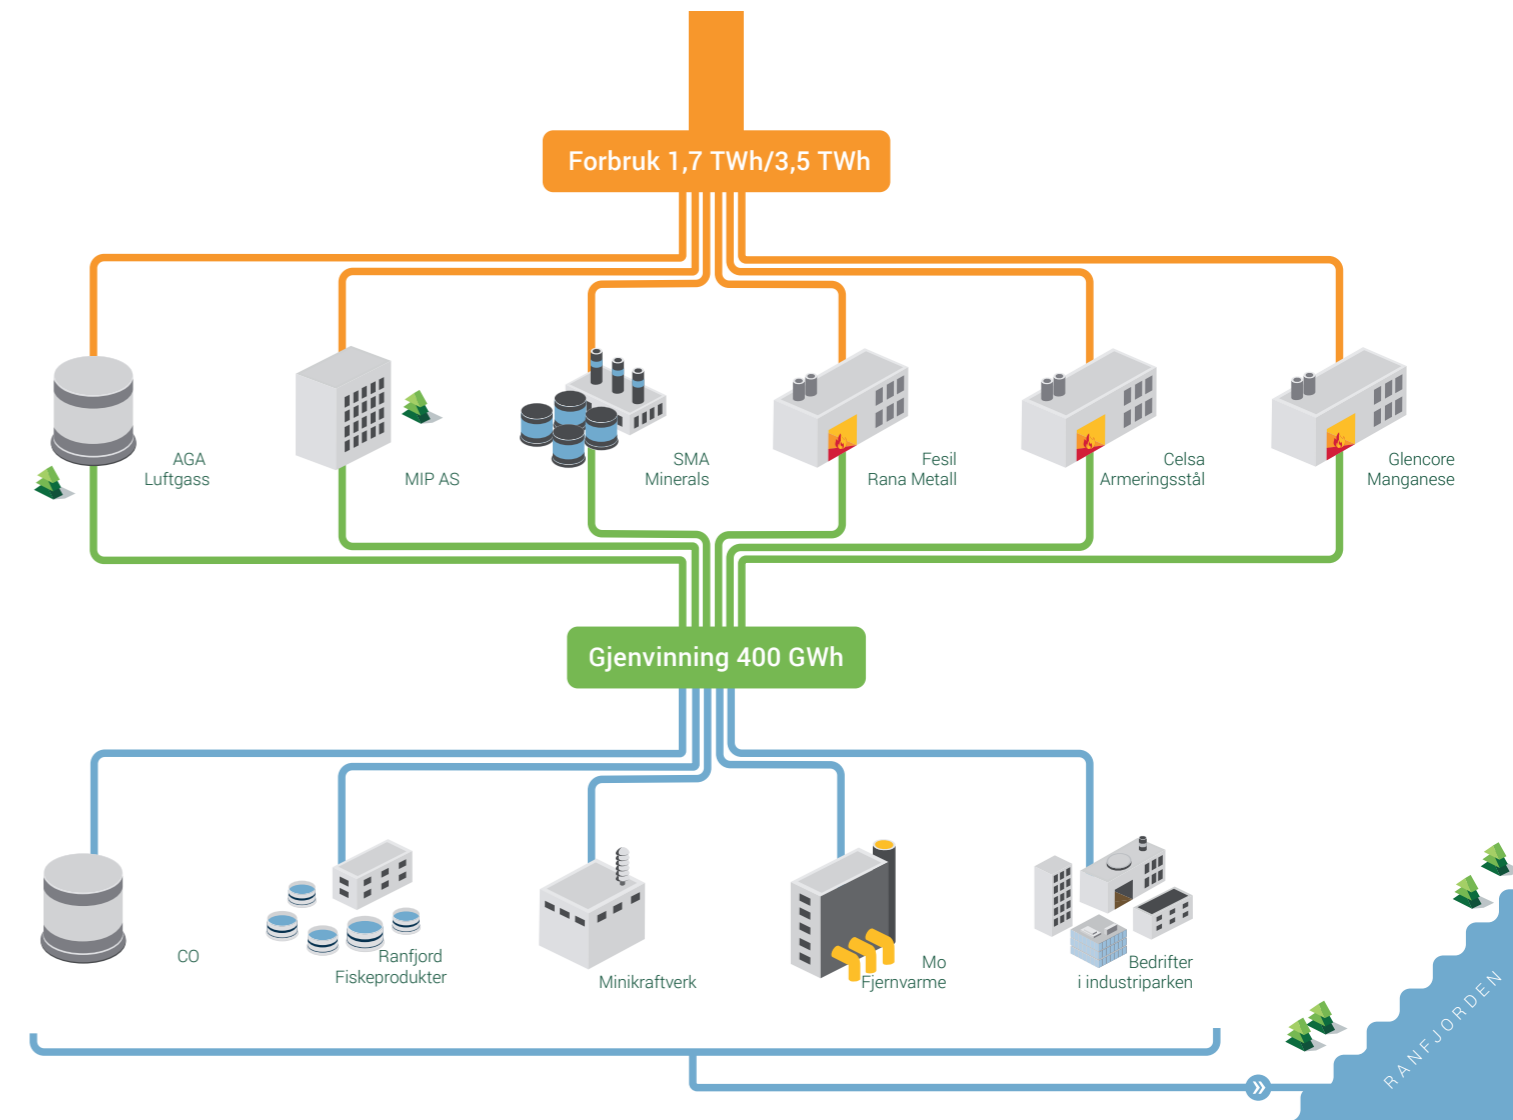 Forbruk 1,7 TWh/3,5 TWh
AGA
Luftgass
MIP AS
SMA
Minerals
Fesil
Rana Metall
Celsa
Armeringsstål
Glencore
Manganese
Gjenvinning 400 GWh
CO
Ranfjord
Fiskeprodukter
Minikraftverk
Mo
Fjernvarme
Bedrifter
i industriparken
RANFJORDEN